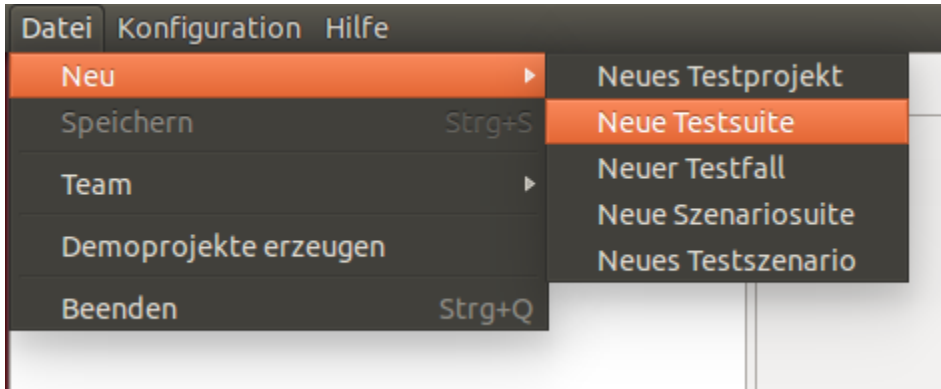 Datei Konfiguration Hilfe
Neu
Speichern Strg+S
Team
Demoprojekte erzeugen
Beenden Strg+Q
Neues Testprojekt
Neue Testsuite
Neuer Testfall
Neue Szenariosuite
Neues Testszenario